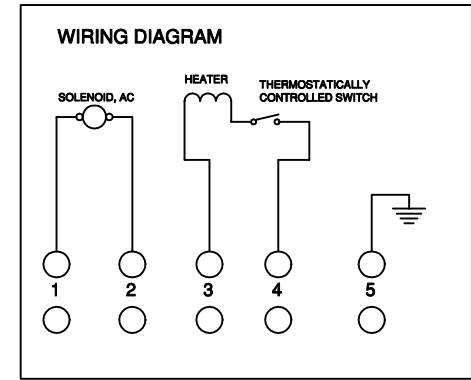 WIRING DIAGRAM
HEATER
SOLENOID, AC
THERMOSTATICALLY
CONTROLLED SWITCH
1 2 3 4 5